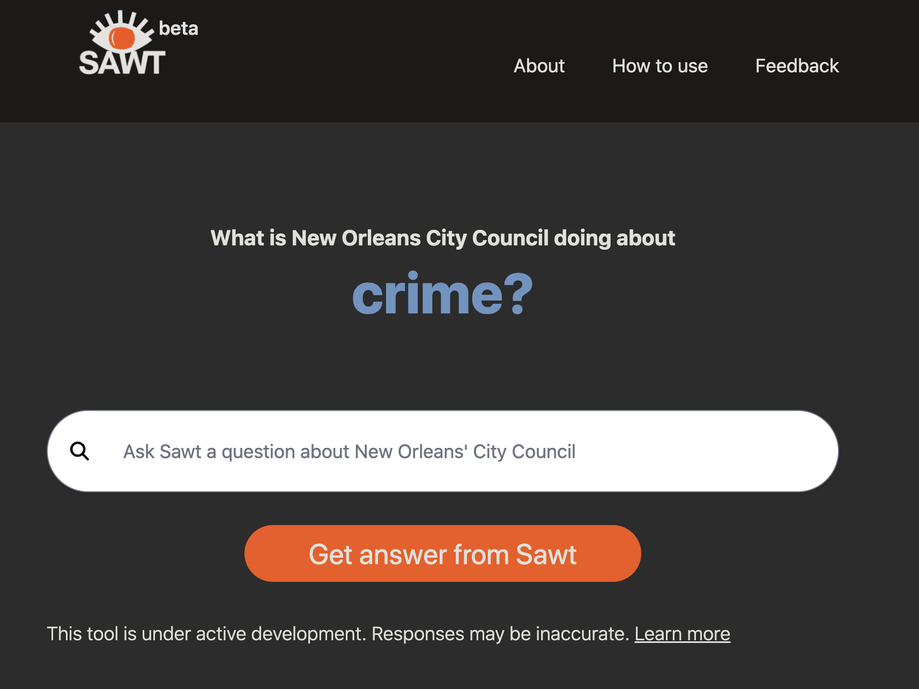 beta
SAWT
About How to use Feedback
What is New Orleans City Council doing about
crime?
Ask Sawt a question about New Orleans' City Council
Get answer from Sawt
This tool is under active development. Responses may be inaccurate. Learn more